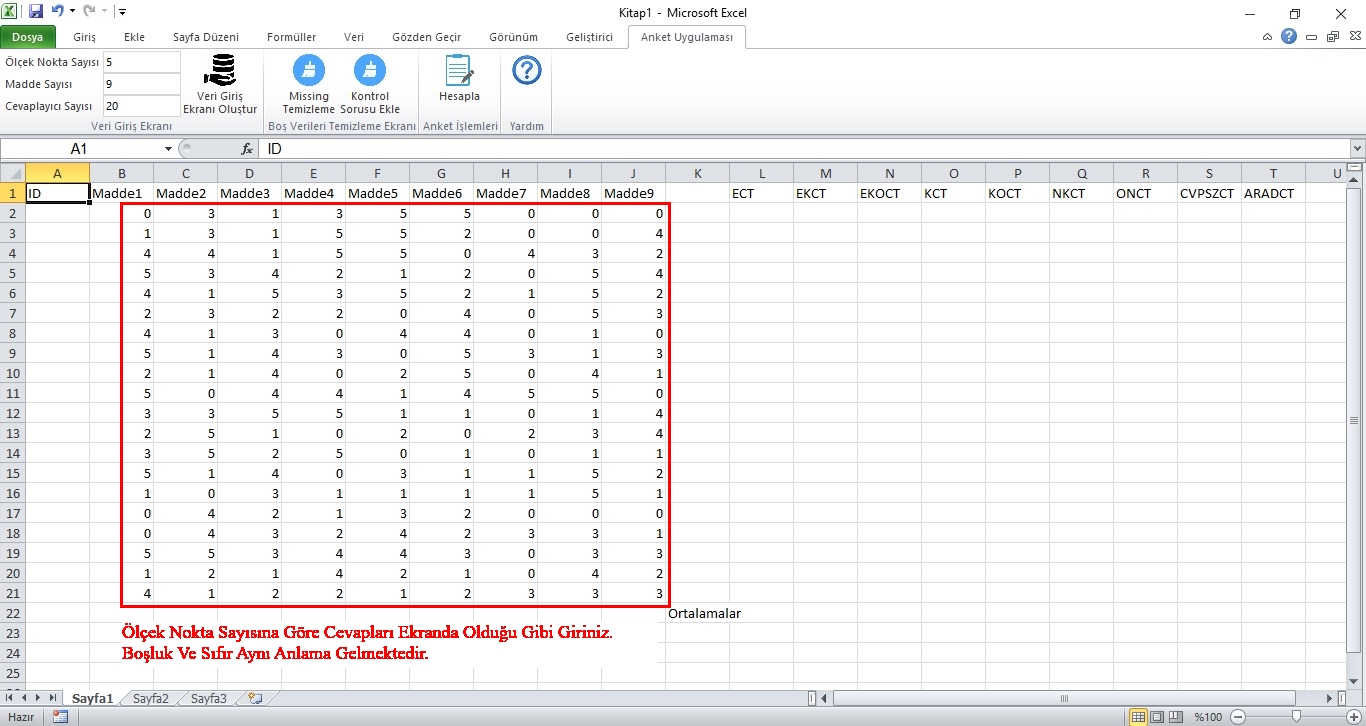 Kitap1 - Microsoft Excel
Dosya Giriş Ekle Sayfa Düzeni Formüller Veri Gözden Geçir Görünüm Geliştirici Anket Uygulaması
Ölçek Nokta Sayısı 5
Madde Sayısı 9
Cevaplayıcı Sayısı 20
Veri Giriş
Ekranı Oluştur
Missing
Temizleme
Kontrol
Sorusu Ekle
Hesapla
Veri Giriş Ekranı Boş Verileri Temizleme Ekranı Anket İşlemleri Yardım
A1 fx ID
A B C D E F G H I J K L M N O P Q R S T U
1 ID Madde1 Madde2 Madde3 Madde4 Madde5 Madde6 Madde7 Madde8 Madde9 ECT EKCT EKOCT KCT KOCT NKCT ONCT CVPSZCT ARADCT
2 0 3 1 3 5 5 0 0 0
3 1 3 1 5 5 2 0 0 4
4 4 4 1 5 5 0 4 3 2
5 5 3 4 2 1 2 0 5 4
6 4 1 5 3 5 2 1 5 2
7 2 3 2 2 0 4 0 5 3
8 4 1 3 0 4 4 0 1 0
9 5 1 4 3 0 5 3 1 3
10 2 1 4 0 2 5 0 4 1
11 5 0 4 4 1 4 5 5 0
12 3 3 5 5 1 1 0 1 4
13 2 5 1 0 2 0 2 3 4
14 3 5 2 5 0 1 0 1 1
15 5 1 4 0 3 1 1 5 2
16 1 0 3 1 1 1 1 5 1
17 0 4 2 1 3 2 0 0 0
18 0 4 3 2 4 2 3 3 1
19 5 5 3 4 4 3 0 3 3
20 1 2 1 4 2 1 0 4 2
21 4 1 2 2 1 2 3 3 3
22 Ortalamalar
23 Ölçek Nokta Sayısına Göre Cevapları Ekranda Olduğu Gibi Giriniz.
24 Boşluk Ve Sıfır Aynı Anlama Gelmektedir.
25
Sayfa1 Sayfa2 Sayfa3
Hazır %100